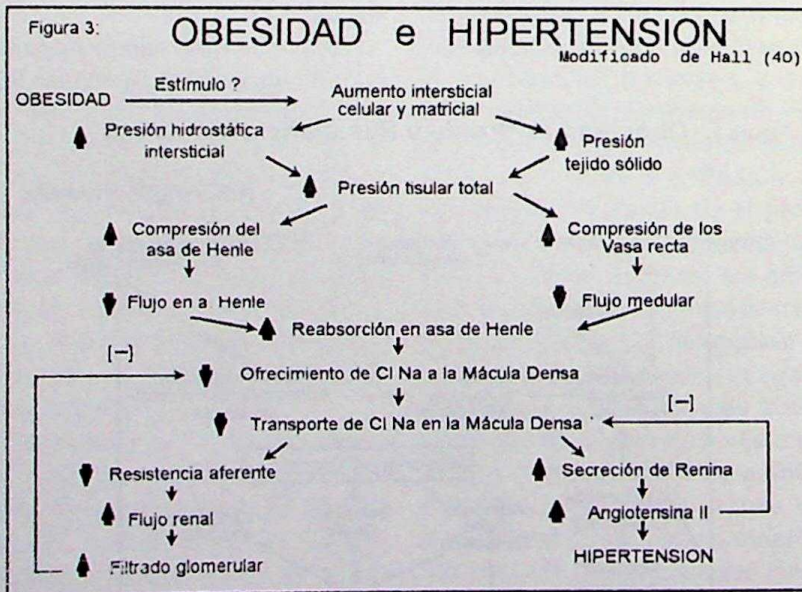 Figura 3:
OBESIDAD e HIPERTENSION
Modificado de Hall (40)
OBESIDAD
Estímulo ?
Aumento intersticial
celular y matricial
Presión hidrostática
intersticial
Presión
tejido sólido
Presión tisular total
Compresión del
asa de Henle
Compresión de los
Vasa recta
Flujo en a Henle
Flujo medular
Reabsorción en asa de Henle
[-]
Ofrecimiento de Cl Na a la Mácula Densa
[-]
Transporte de Cl Na en la Mácula Densa
Resistencia aferente
Secreción de Renina
Flujo renal
Angiotensina II
Filtrado glomerular
HIPERTENSION